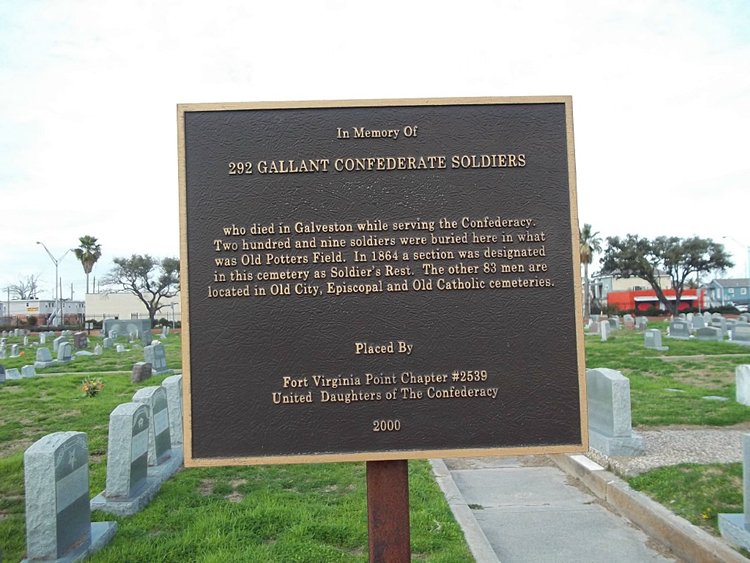 In Memory Of
292 GALLANT CONFEDERATE SOLDIERS
who died in Galveston while serving the Confederacy.
Two hundred and nine soldiers were buried here in what
was Old Potters Field. In 1864 a section was designated
in this cemetery as Soldier's Rest. The other 83 men are
located in Old City, Episcopal and Old Catholic cemeteries.
Placed By
Fort Virginia Point Chapter #2539
United Daughters of The Confederacy
2000